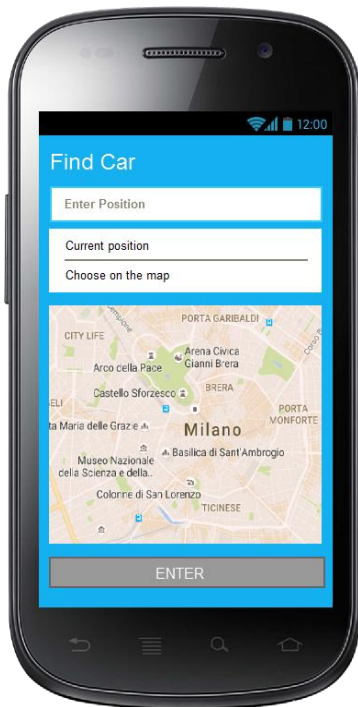 12:00
Find Car
Enter Position
Current position
Choose on the map
PORTA GARIBALDI
CITY LIFE
Arena Civica
Gianni Brera
Arco della Pace
BRERA
Castello Sforzesco
PORTA
MONFORTE
ta Maria delle Grazie
Milano
Basilica di Sant'Ambrogio
Museo Nazionale
della Scienza e della..
Colonne di San Lorenzo
TICINESE
ENTER